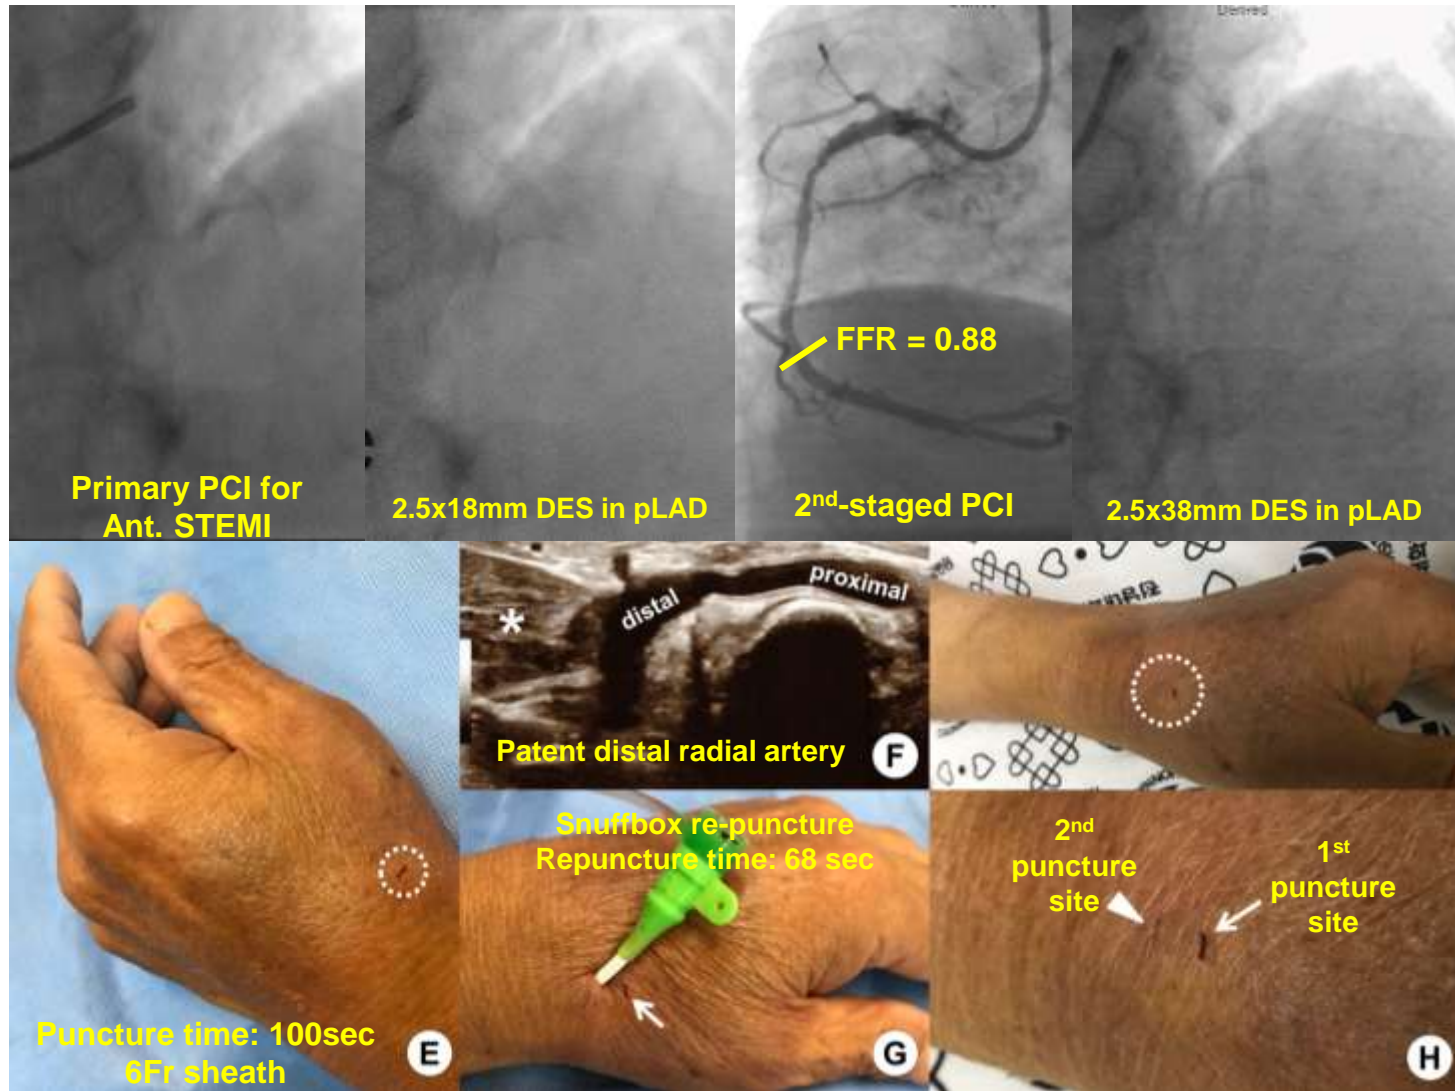 Primary PCI for
Ant. STEMI
2.5x18mm DES in pLAD
FFR = 0.88
2nd-staged PCI
2.5x38mm DES in pLAD
Puncture time: 100sec
6Fr sheath
E
*
distal
proximal
Patent distal radial artery
F
Snuffbox re-puncture
Repuncture time: 68 sec
G
2nd
puncture
site
1st
puncture
site
H